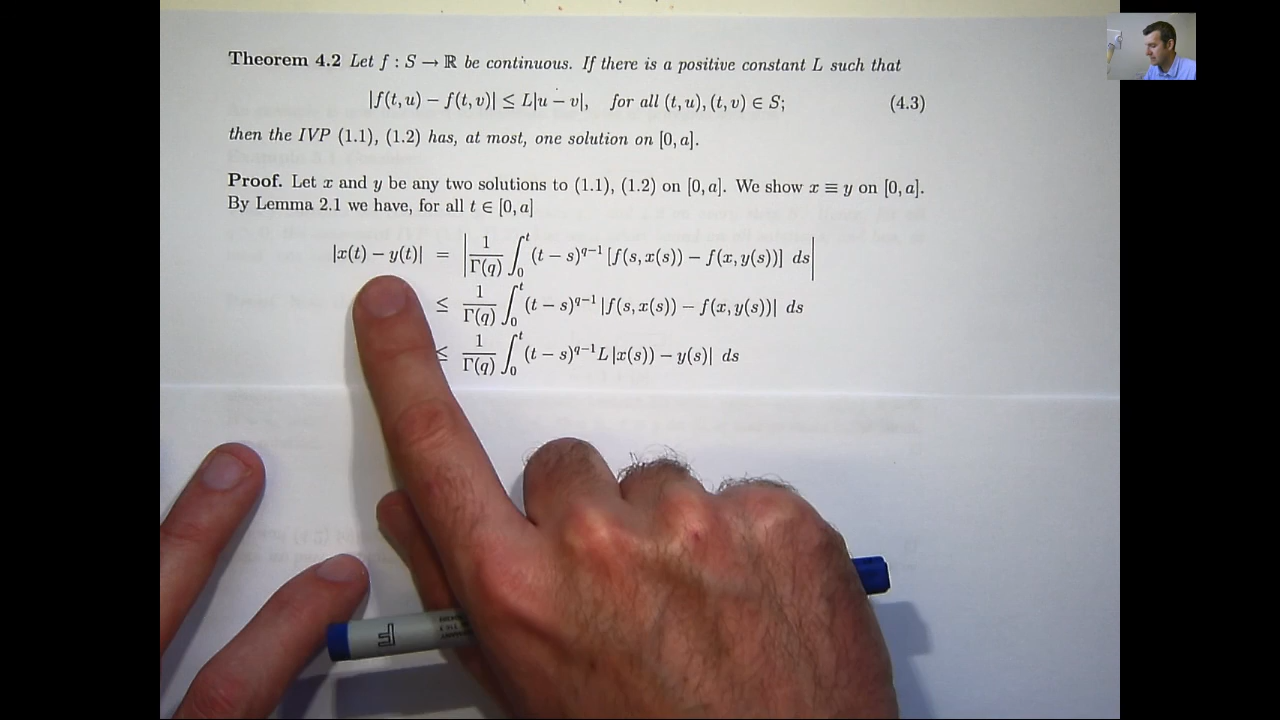 Theorem 4.2 Let f : S → ℝ be continuous. If there is a positive constant L such that
|f(t, u) − f(t, v)| ≤ L|u − v|, for all (t, u), (t, v) ∈ S; (4.3)
then the IVP (1.1), (1.2) has, at most, one solution on [0, a].
Proof. Let x and y be any two solutions to (1.1), (1.2) on [0, a]. We show x ≡ y on [0, a].
By Lemma 2.1 we have, for all t ∈ [0, a]
|x(t) − y(t)| = | 1/Γ(q) ∫₀ᵗ (t − s)^{q−1} [f(s, x(s)) − f(x, y(s))] ds |
≤ 1/Γ(q) ∫₀ᵗ (t − s)^{q−1} |f(s, x(s)) − f(x, y(s))| ds
≤ 1/Γ(q) ∫₀ᵗ (t − s)^{q−1} L |x(s)) − y(s)| ds
F